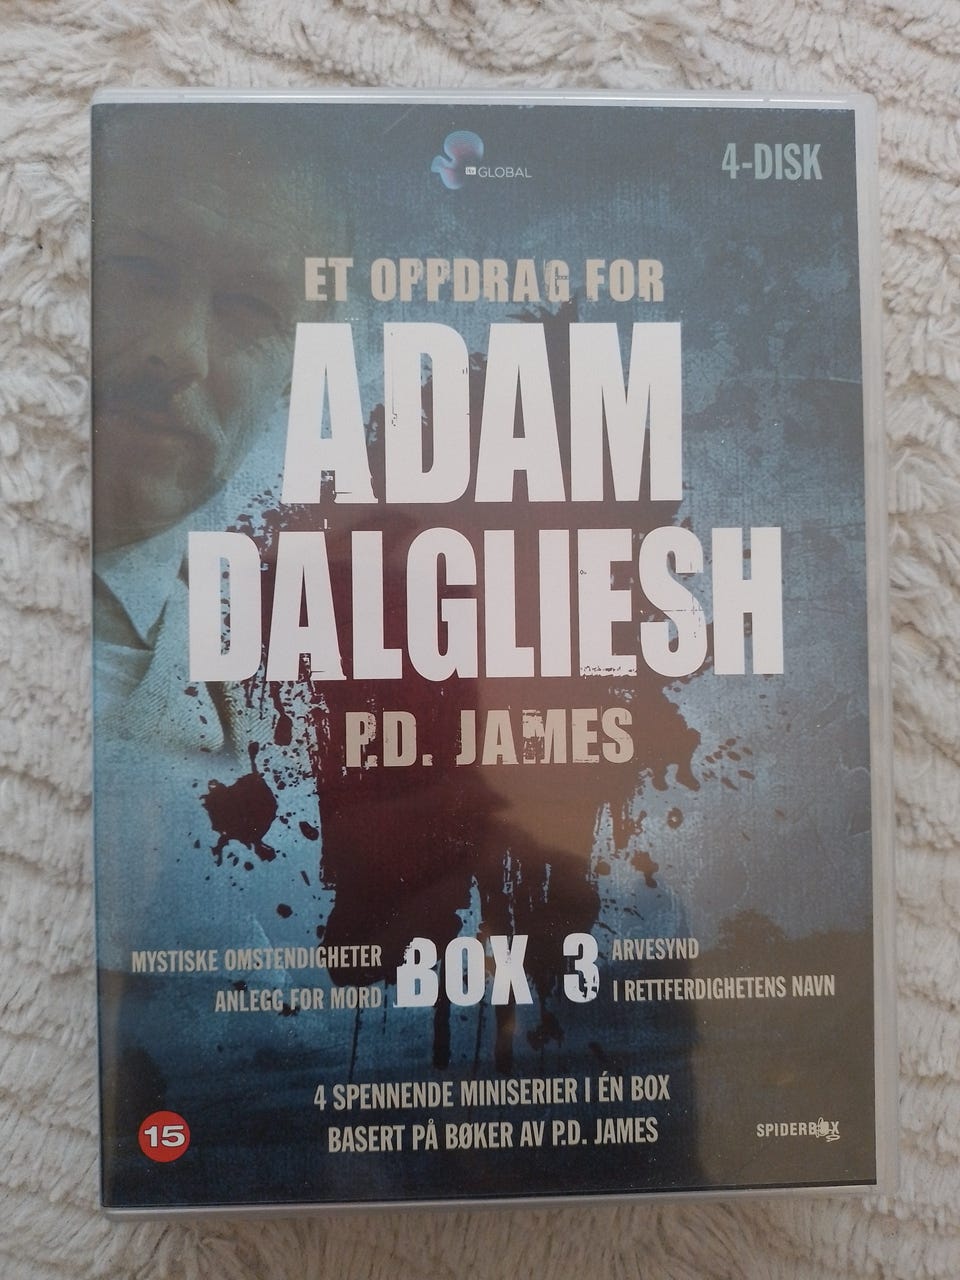 itv GLOBAL
4-DISK
ET OPPDRAG FOR
ADAM
DALGLIESH
P.D. JAMES
MYSTISKE OMSTENDIGHETER
ANLEGG FOR MORD
BOX 3
ARVESYND
I RETTFERDIGHETENS NAVN
4 SPENNENDE MINISERIER I ÉN BOX
BASERT PÅ BØKER AV P.D. JAMES
15
SPIDERBOX